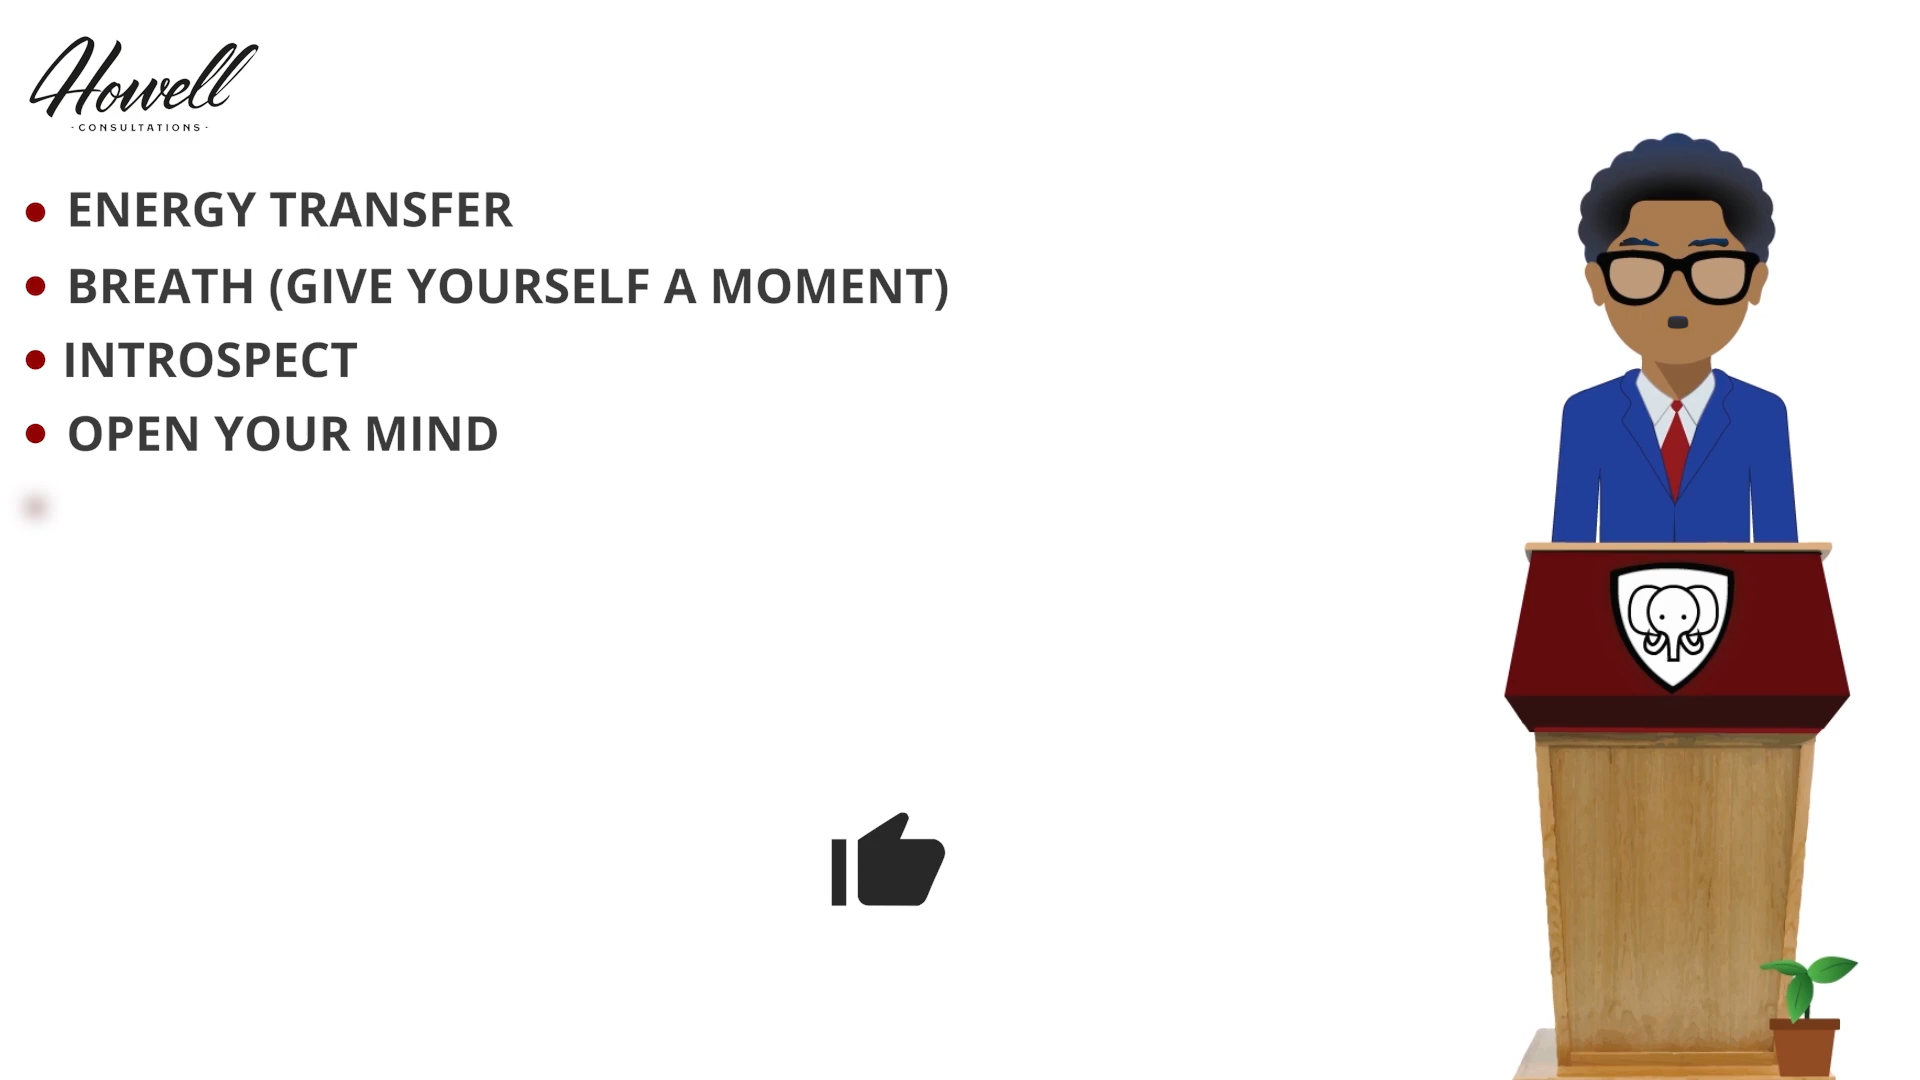 Howell
-CONSULTATIONS-
• ENERGY TRANSFER
• BREATH (GIVE YOURSELF A MOMENT)
• INTROSPECT
• OPEN YOUR MIND